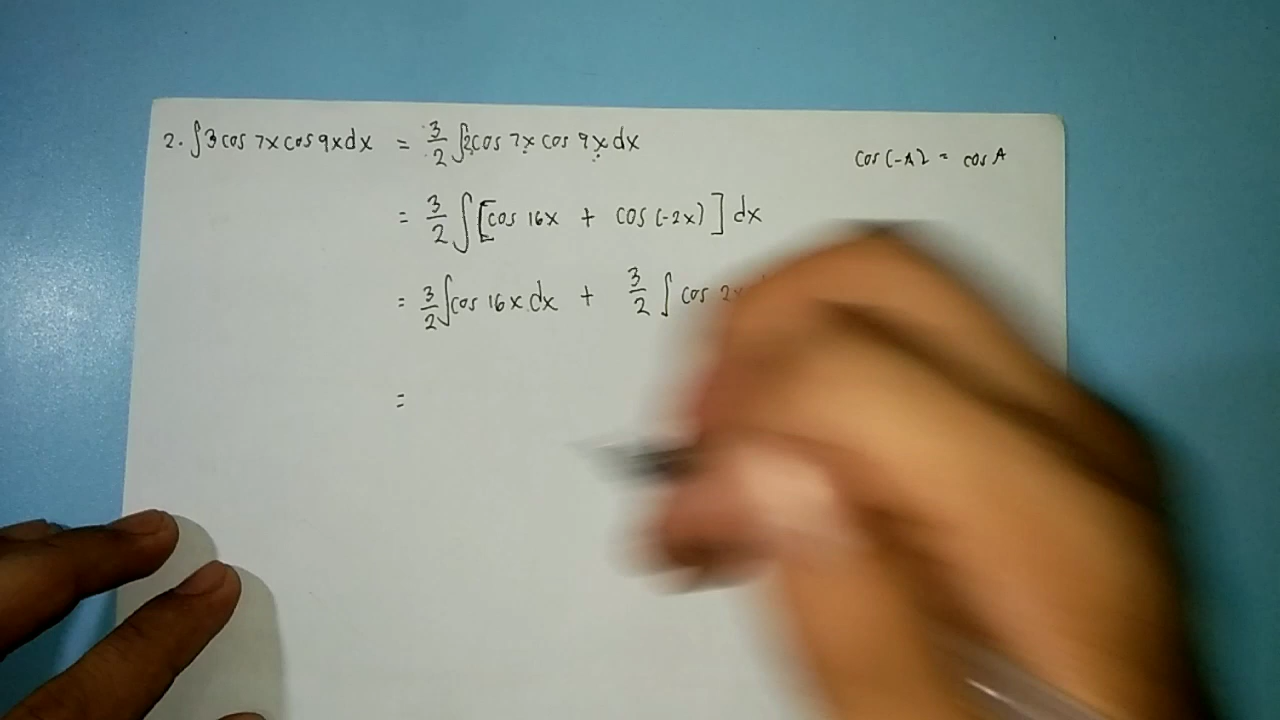 2. ∫3 cos 7x cos 9x dx = 3/2 ∫2cos 7x cos 9x dx
cos (-A) = cos A
= 3/2 ∫[cos 16x + cos (-2x)] dx
= 3/2 ∫cos 16x dx + 3/2 ∫ cos 2x
=